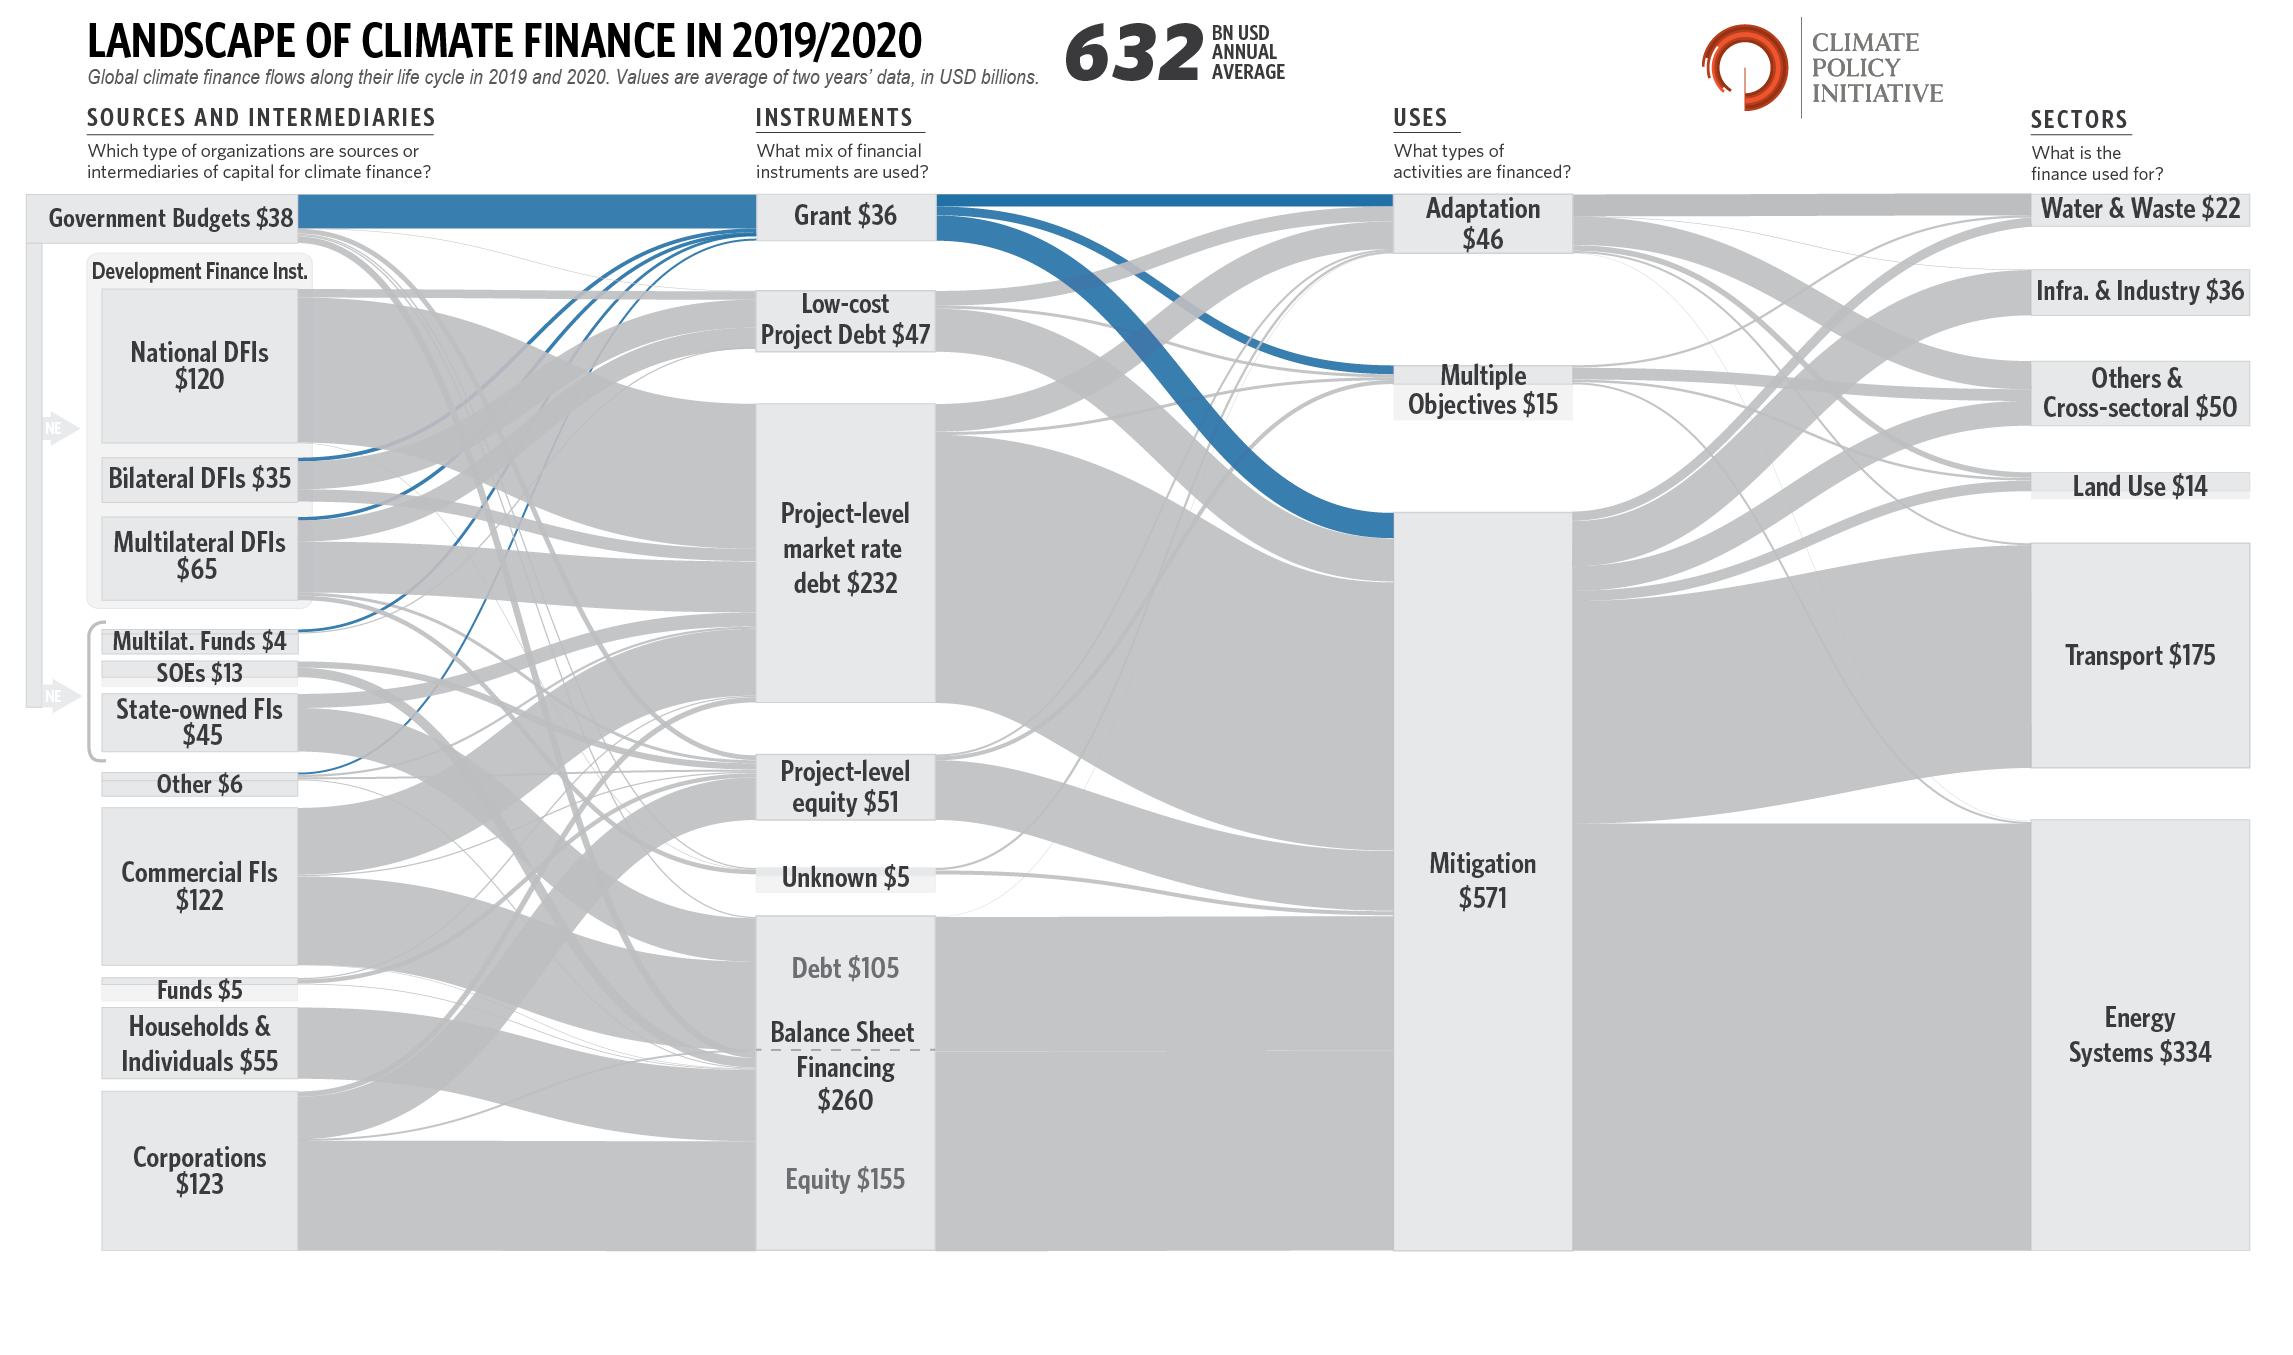 LANDSCAPE OF CLIMATE FINANCE IN 2019/2020
Global climate finance flows along their life cycle in 2019 and 2020. Values are average of two years' data, in USD billions.
632
BN USD
ANNUAL
AVERAGE
CLIMATE
POLICY
INITIATIVE
SOURCES AND INTERMEDIARIES
Which type of organizations are sources or
intermediaries of capital for climate finance?
INSTRUMENTS
What mix of financial
instruments are used?
USES
What types of
activities are financed?
SECTORS
What is the
finance used for?
Government Budgets $38
Development Finance Inst.
National DFIs
$120
NE
Bilateral DFIs $35
Multilateral DFIs
$65
Multilat. Funds $4
SOEs $13
NE
State-owned FIs
$45
Other $6
Commercial FIs
$122
Funds $5
Households &
Individuals $55
Corporations
$123
Grant $36
Low-cost
Project Debt $47
Project-level
market rate
debt $232
Project-level
equity $51
Unknown $5
Debt $105
Balance Sheet
Financing
$260
Equity $155
Adaptation
$46
Multiple
Objectives $15
Mitigation
$571
Water & Waste $22
Infra. & Industry $36
Others &
Cross-sectoral $50
Land Use $14
Transport $175
Energy
Systems $334